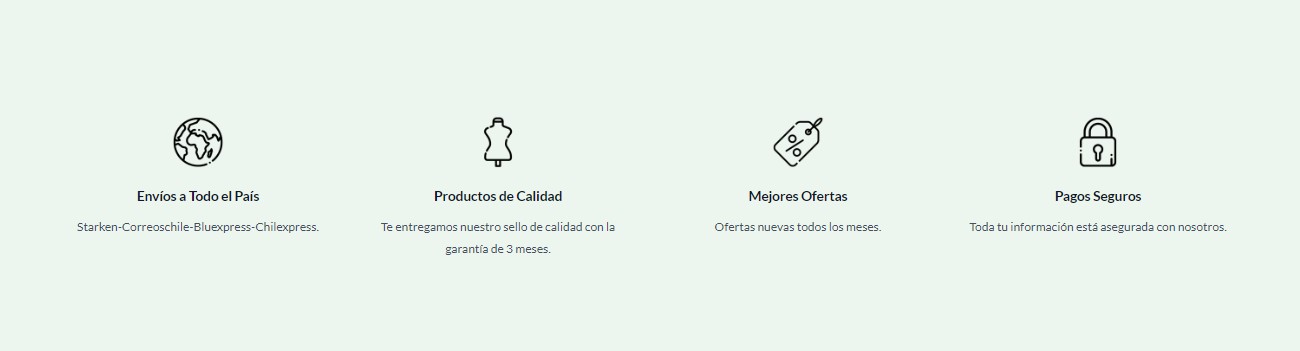 Envíos a Todo el País
Starken-Correoschile-Bluexpress-Chilexpress.
Productos de Calidad
Te entregamos nuestro sello de calidad con la
garantía de 3 meses.
Mejores Ofertas
Ofertas nuevas todos los meses.
Pagos Seguros
Toda tu información está asegurada con nosotros.